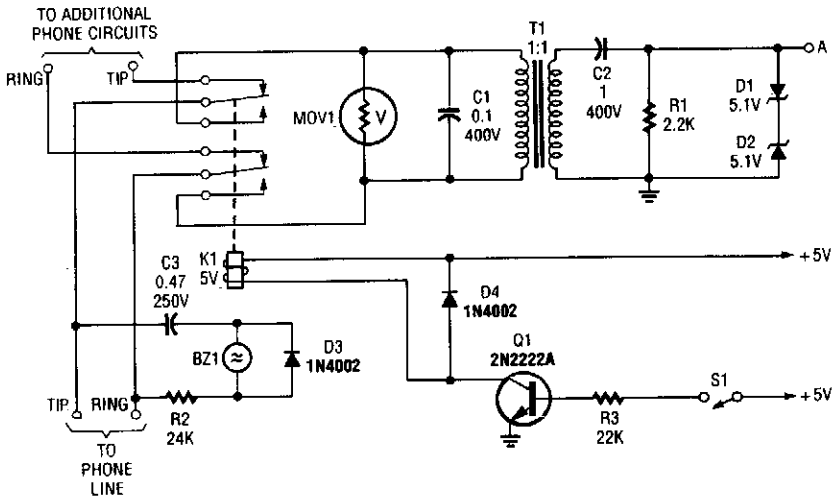 TO ADDITIONAL
PHONE CIRCUITS
RING
TIP
T1
1:1
A
C1
0.1
400V
MOV1
V
C2
1
400V
R1
2.2K
D1
5.1V
D2
5.1V
K1
5V
+5V
C3
0.47
250V
D4
1N4002
BZ1
D3
1N4002
Q1
2N2222A
S1
+5V
TIP
RING
R2
24K
R3
22K
TO
PHONE
LINE